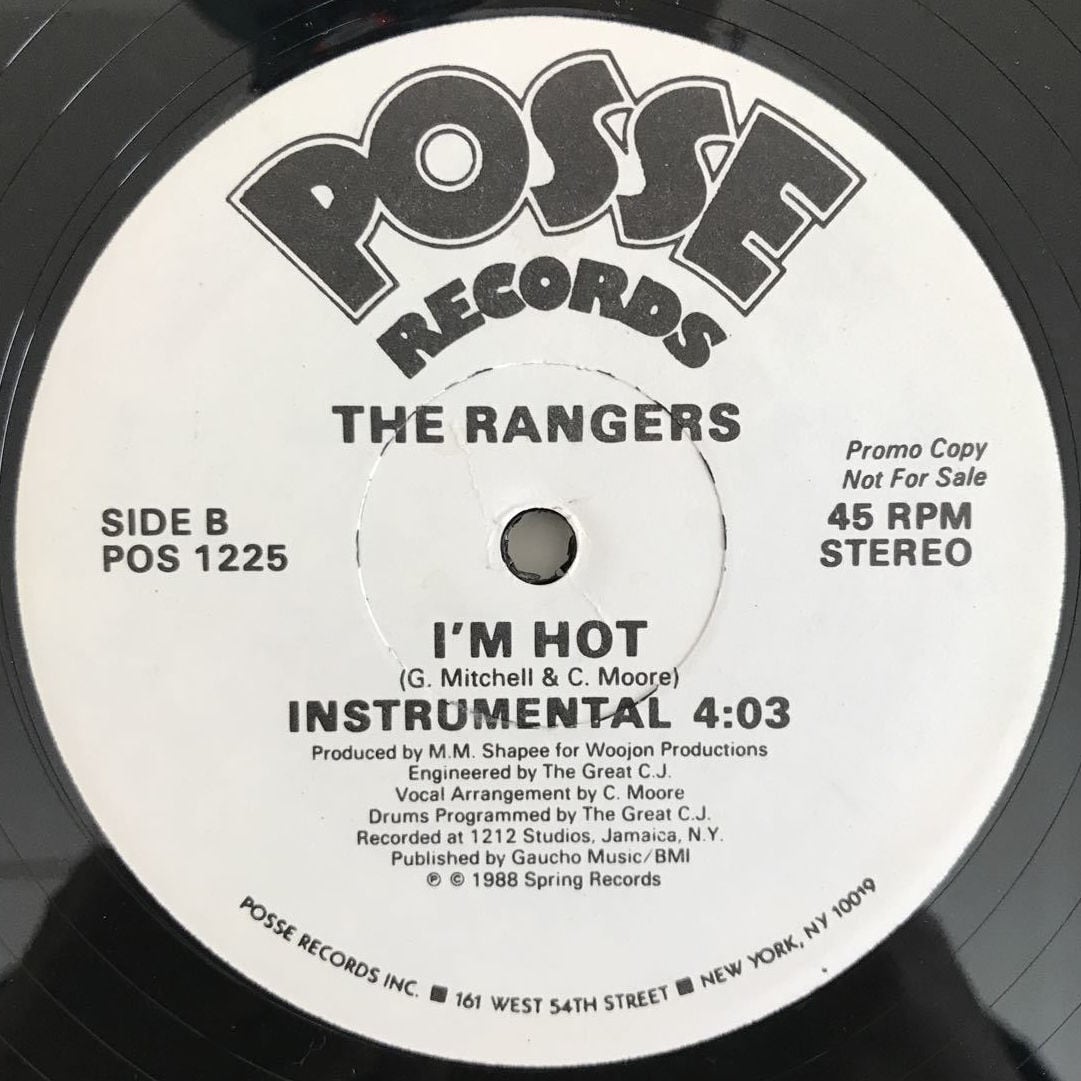 POSSE
RECORDS
THE RANGERS
Promo Copy
Not For Sale
SIDE B
POS 1225
45 RPM
STEREO
I'M HOT
(G. Mitchell & C. Moore)
INSTRUMENTAL 4:03
Produced by M.M. Shapee for Woojon Productions
Engineered by The Great C.J.
Vocal Arrangement by C. Moore
Drums Programmed by The Great C.J.
Recorded at 1212 Studios, Jamaica, N.Y.
Published by Gaucho Music/BMI
℗ © 1988 Spring Records
POSSE RECORDS INC. ■ 161 WEST 54TH STREET ■ NEW YORK, NY 10019